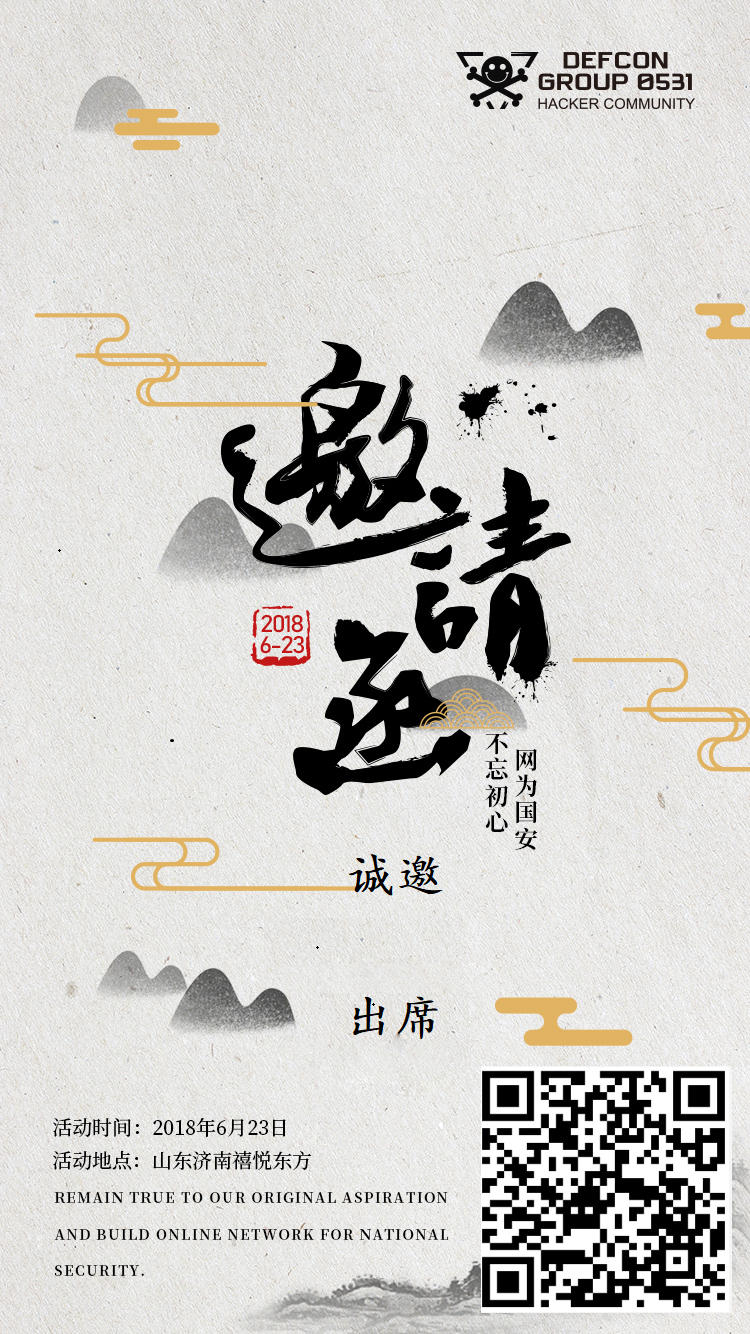 DEFCON
GROUP 0531
HACKER COMMUNITY
邀请函
2018
6-23
网为国安
不忘初心
诚邀
出席
活动时间：2018年6月23日
活动地点：山东济南禧悦东方
REMAIN TRUE TO OUR ORIGINAL ASPIRATION
AND BUILD ONLINE NETWORK FOR NATIONAL
SECURITY.